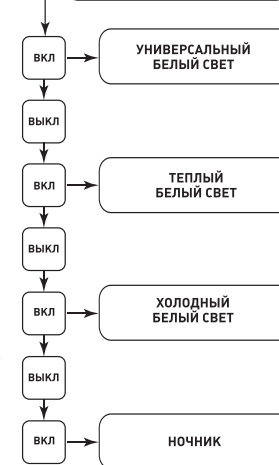 ВКЛ
УНИВЕРСАЛЬНЫЙ
БЕЛЫЙ СВЕТ
ВЫКЛ
ВКЛ
ТЕПЛЫЙ
БЕЛЫЙ СВЕТ
ВЫКЛ
ВКЛ
ХОЛОДНЫЙ
БЕЛЫЙ СВЕТ
ВЫКЛ
ВКЛ
НОЧНИК